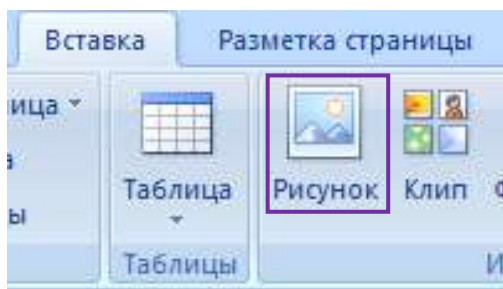 Вставка Разметка страницы
Таблица Рисунок Клип
Таблицы